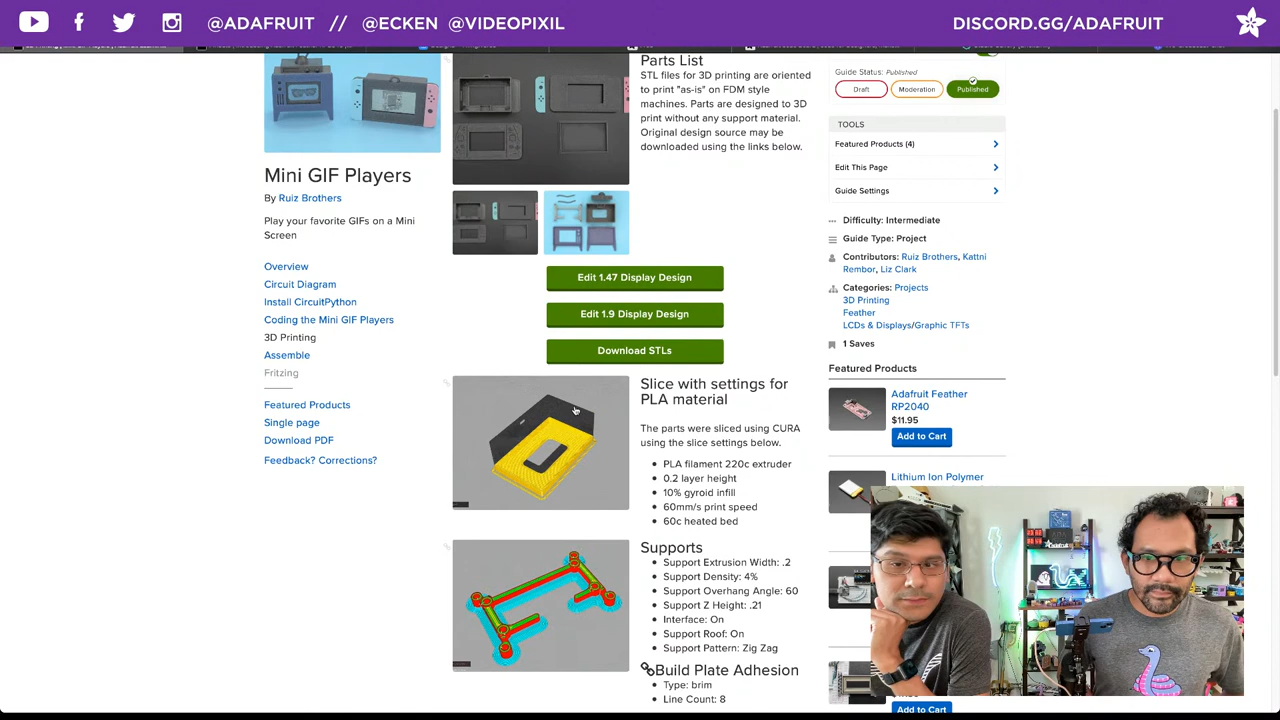 @ADAFRUIT // @ECKEN @VIDEOPIXIL
DISCORD.GG/ADAFRUIT
Mini GIF Players
By Ruiz Brothers
Play your favorite GIFs on a Mini
Screen
Overview
Circuit Diagram
Install CircuitPython
Coding the Mini GIF Players
3D Printing
Assemble
Fritzing
Featured Products
Single page
Download PDF
Feedback? Corrections?
Parts List
STL files for 3D printing are oriented
to print "as-is" on FDM style
machines. Parts are designed to 3D
print without any support material.
Original design source may be
downloaded using the links below.
Edit 1.47 Display Design
Edit 1.9 Display Design
Download STLs
Slice with settings for
PLA material
The parts were sliced using CURA
using the slice settings below.
PLA filament 220c extruder
0.2 layer height
10% gyroid infill
60mm/s print speed
60c heated bed
Supports
Support Extrusion Width: .2
Support Density: 4%
Support Overhang Angle: 60
Support Z Height: .21
Interface: On
Support Roof: On
Support Pattern: Zig Zag
Build Plate Adhesion
Type: brim
Line Count: 8
Guide Status: Published
Draft
Moderation
Published
TOOLS
Featured Products (4)
Edit This Page
Guide Settings
Difficulty: Intermediate
Guide Type: Project
Contributors: Ruiz Brothers, Kattni
Rembor, Liz Clark
Categories: Projects
3D Printing
Feather
LCDs & Displays/Graphic TFTs
1 Saves
Featured Products
Adafruit Feather
RP2040
$11.95
Add to Cart
Lithium Ion Polymer
Add to Cart